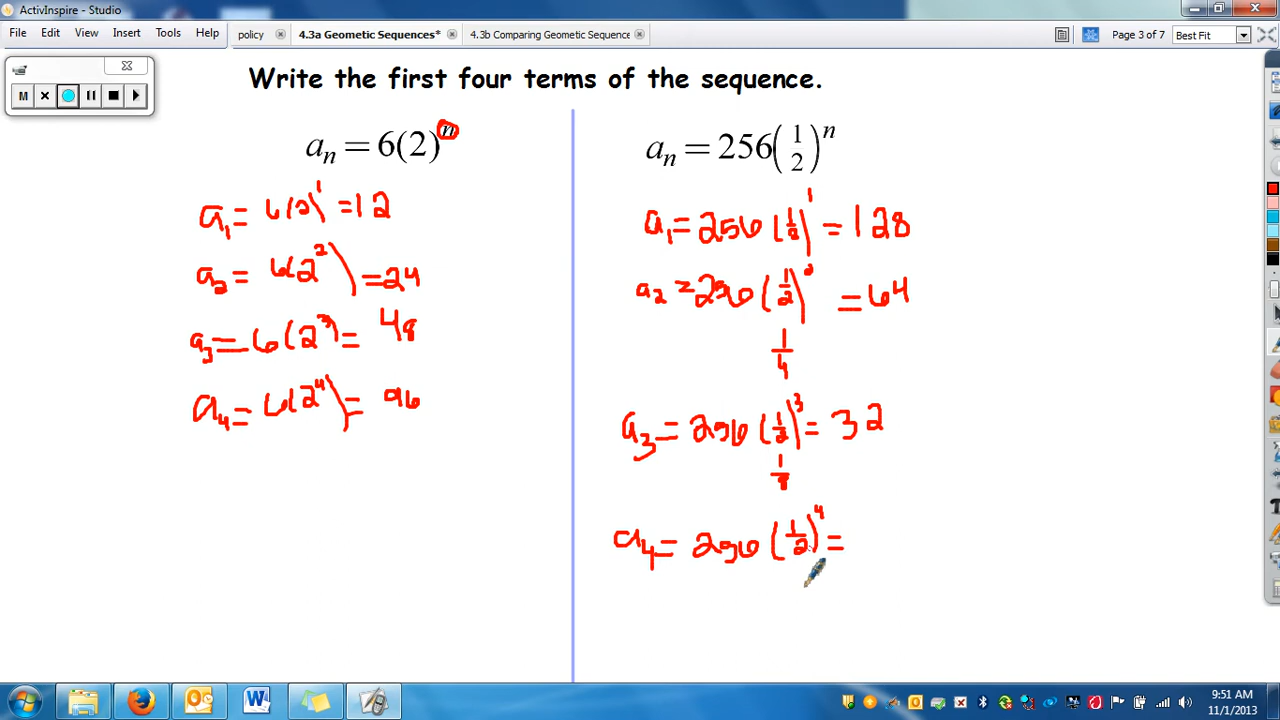 ActivInspire - Studio
File Edit View Insert Tools Help
policy
4.3a Geometic Sequences*
4.3b Comparing Geometic Sequence
Page 3 of 7
Best Fit
M
Write the first four terms of the sequence.
aₙ = 6(2)ⁿ
a₁ = 6(2)¹ = 12
a₂ = 6(2²) = 24
a₃ = 6(2³) = 48
a₄ = 6(2⁴) = 96
aₙ = 256(1/2)ⁿ
a₁ = 256(1/2)¹ = 128
a₂ = 256(1/2)² = 64
1/4
a₃ = 256(1/2)³ = 32
1/8
a₄ = 256(1/2)⁴ =
9:51 AM
11/1/2013